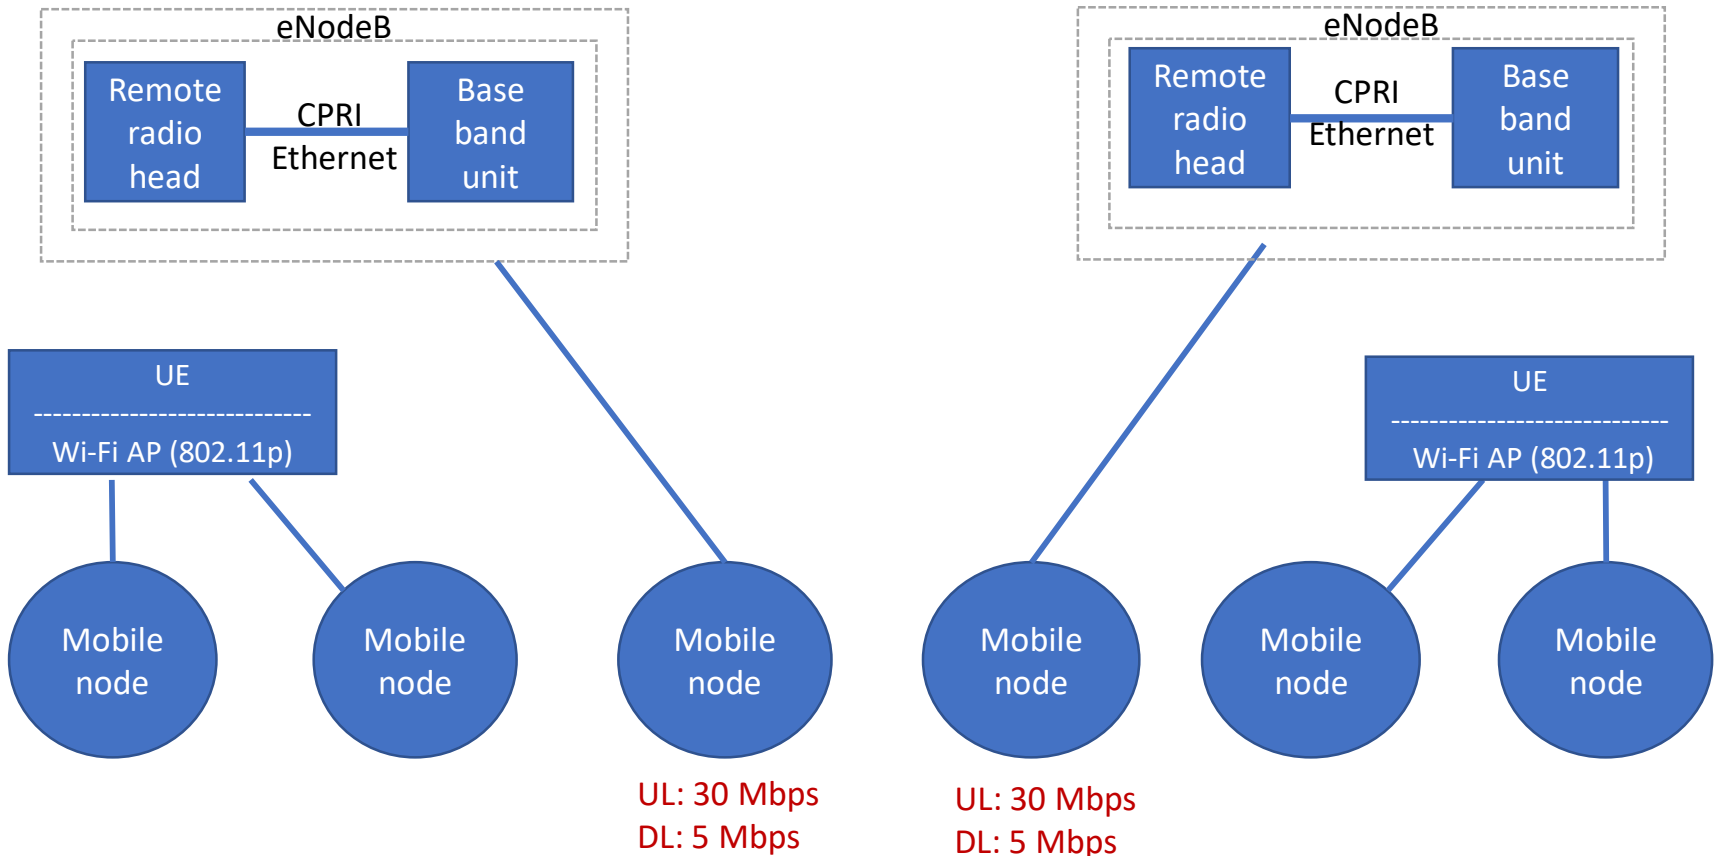 eNodeB
Remote
radio
head
CPRI
Ethernet
Base
band
unit
eNodeB
Remote
radio
head
CPRI
Ethernet
Base
band
unit
UE
-----------------------------
Wi-Fi AP (802.11p)
UE
-----------------------------
Wi-Fi AP (802.11p)
Mobile
node
Mobile
node
Mobile
node
Mobile
node
Mobile
node
Mobile
node
UL: 30 Mbps
DL: 5 Mbps
UL: 30 Mbps
DL: 5 Mbps